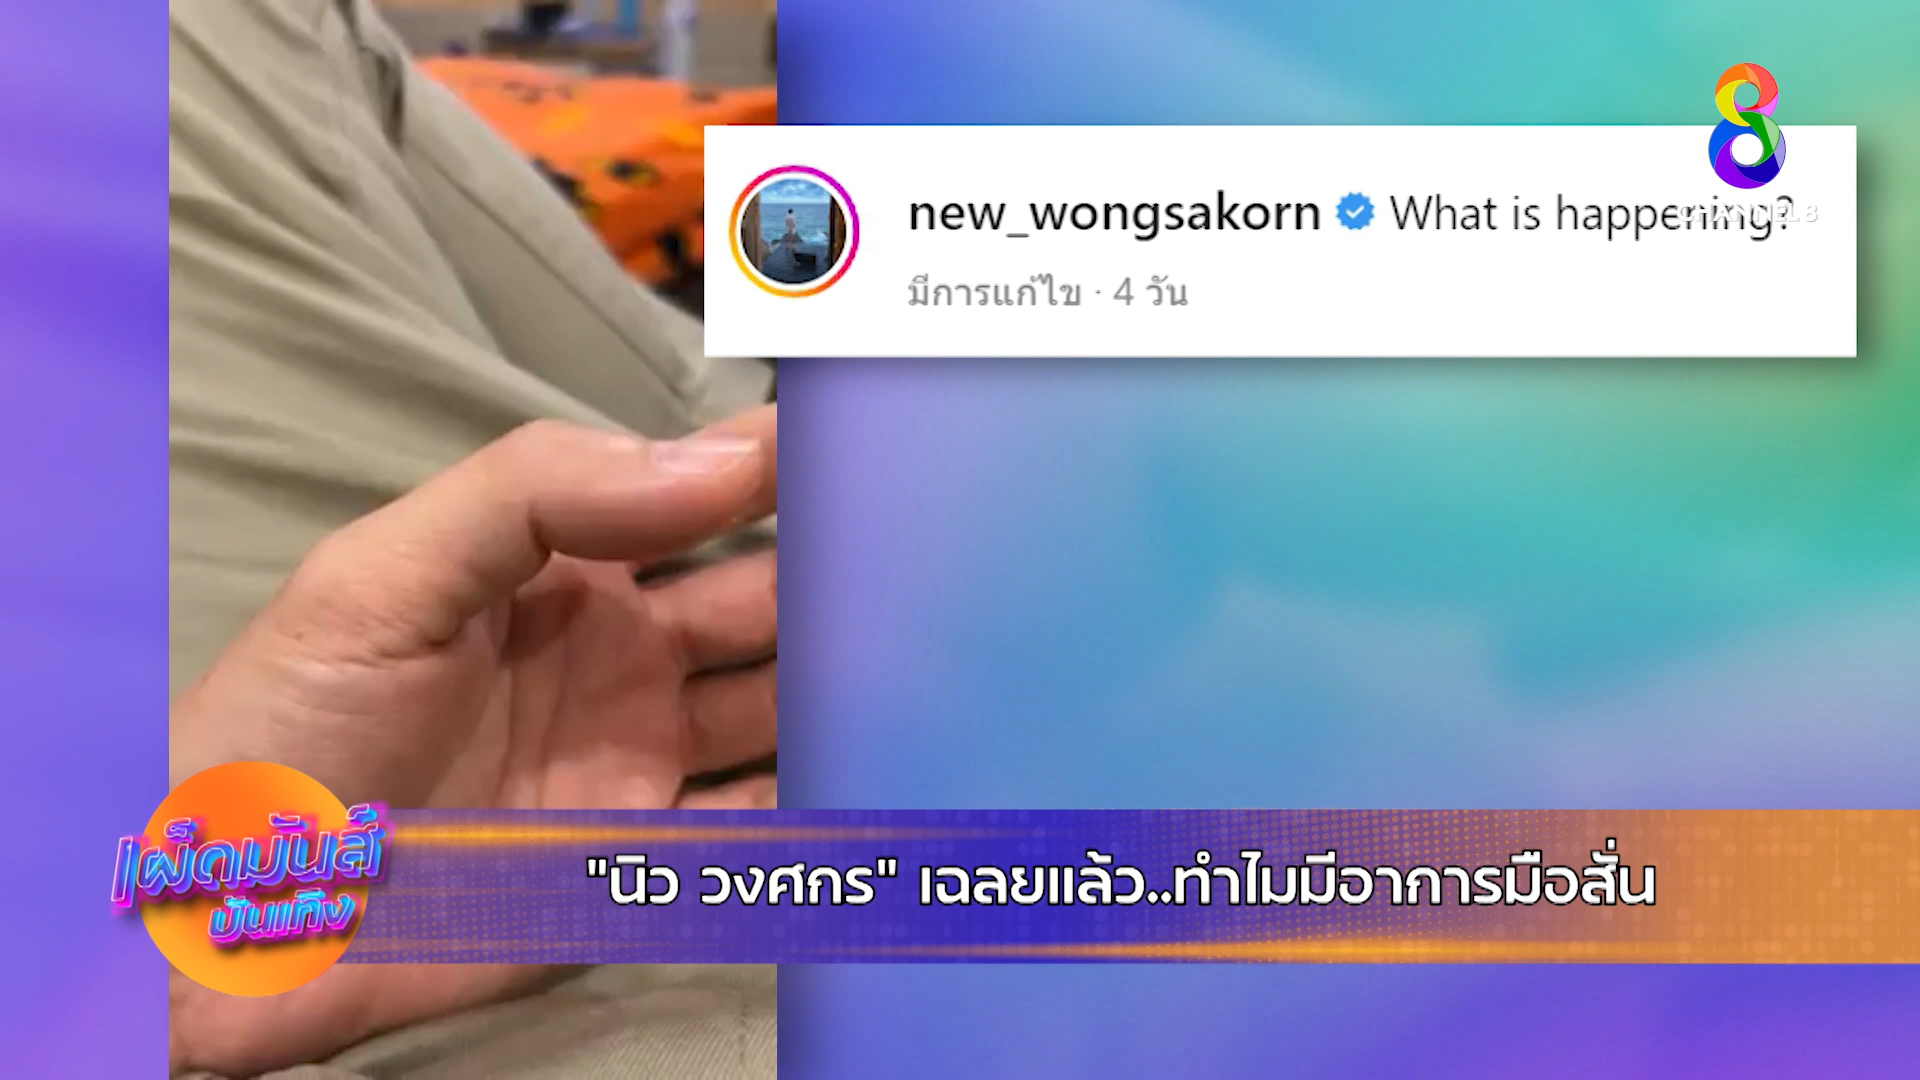 CHANNEL 8
new_wongsakorn What is happening?
มีการแก้ไข · 4 วัน
เผ็ดมันส์
บันเทิง
"นิว วงศกร" เฉลยแล้ว..ทำไมมีอาการมือสั่น